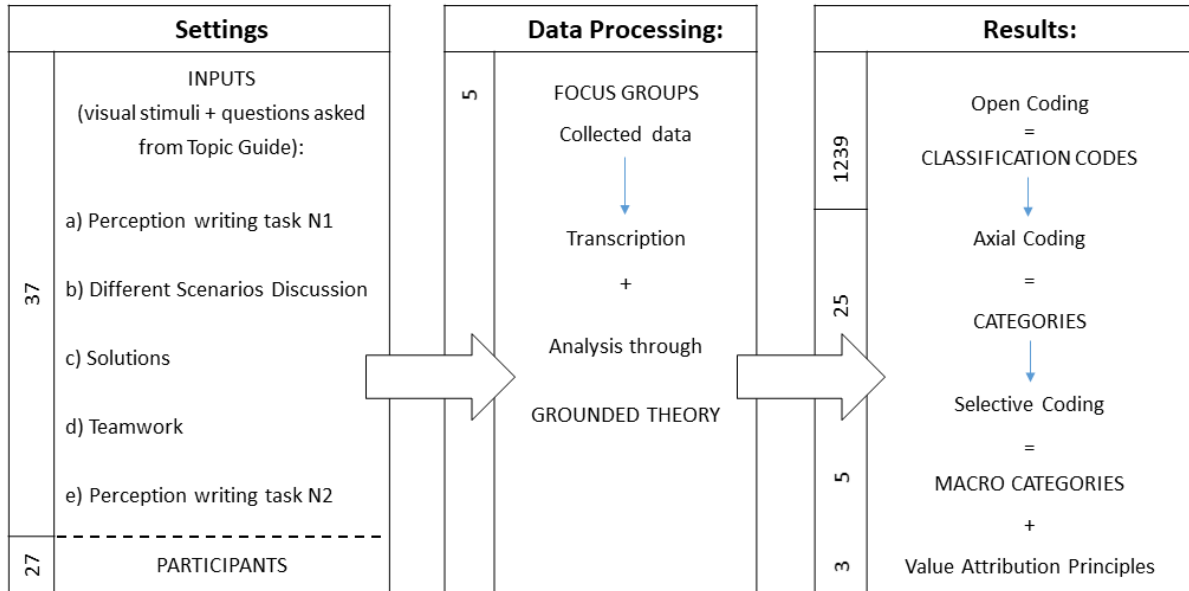 Settings
37
INPUTS
(visual stimuli + questions asked
from Topic Guide):
a) Perception writing task N1
b) Different Scenarios Discussion
c) Solutions
d) Teamwork
e) Perception writing task N2
27
PARTICIPANTS
Data Processing:
5
FOCUS GROUPS
Collected data
Transcription
+
Analysis through
GROUNDED THEORY
Results:
1239
Open Coding
=
CLASSIFICATION CODES
25
Axial Coding
=
CATEGORIES
Selective Coding
=
5
MACRO CATEGORIES
+
3
Value Attribution Principles